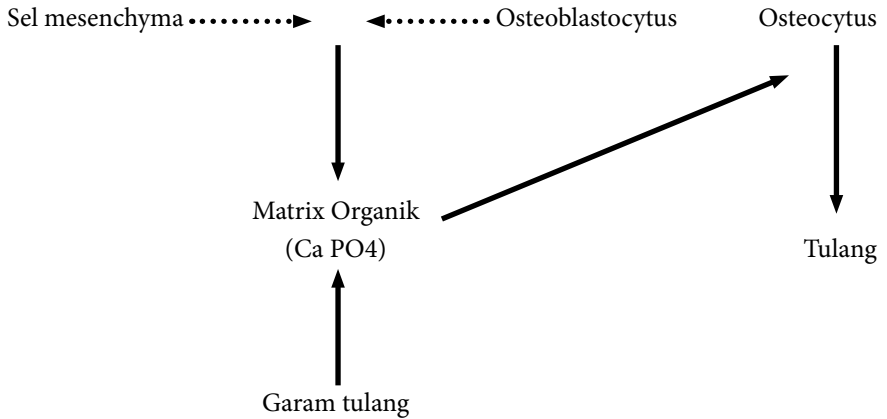 Sel mesenchyma
Osteoblastocytus
Osteocytus
Matrix Organik
(Ca PO4)
Tulang
Garam tulang